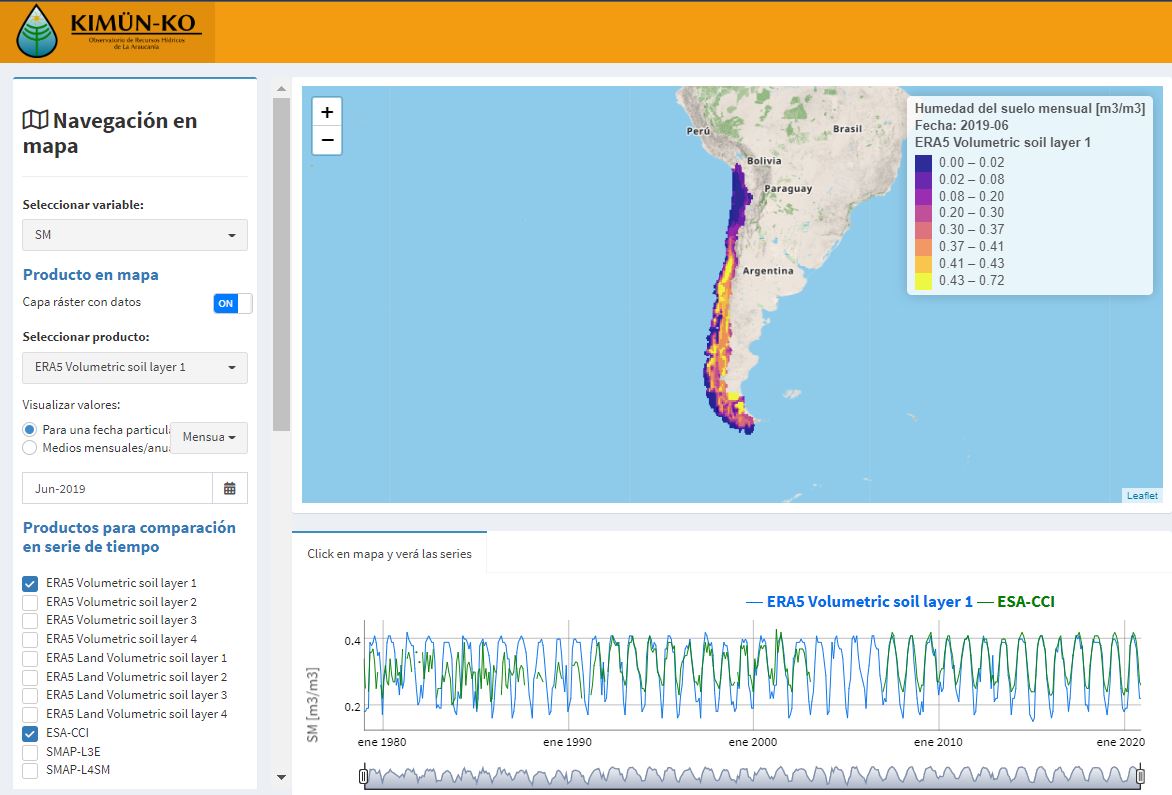 KIMÜN-KO
Observatorio de Recursos Hídricos
de La Araucanía
Navegación en
mapa
Seleccionar variable:
SM
Producto en mapa
Capa ráster con datos
ON
Seleccionar producto:
ERA5 Volumetric soil layer 1
Visualizar valores:
Para una fecha particula
Medios mensuales/anua
Mensua
Jun-2019
Productos para comparación
en serie de tiempo
ERA5 Volumetric soil layer 1
ERA5 Volumetric soil layer 2
ERA5 Volumetric soil layer 3
ERA5 Volumetric soil layer 4
ERA5 Land Volumetric soil layer 1
ERA5 Land Volumetric soil layer 2
ERA5 Land Volumetric soil layer 3
ERA5 Land Volumetric soil layer 4
ESA-CCI
SMAP-L3E
SMAP-L4SM
+
−
Perú
Brasil
Bolivia
Paraguay
Argentina
Humedad del suelo mensual [m3/m3]
Fecha: 2019-06
ERA5 Volumetric soil layer 1
0.00 – 0.02
0.02 – 0.08
0.08 – 0.20
0.20 – 0.30
0.30 – 0.37
0.37 – 0.41
0.41 – 0.43
0.43 – 0.72
Leaflet
Click en mapa y verá las series
— ERA5 Volumetric soil layer 1 — ESA-CCI
SM [m3/m3]
0.4
0.2
ene 1980
ene 1990
ene 2000
ene 2010
ene 2020